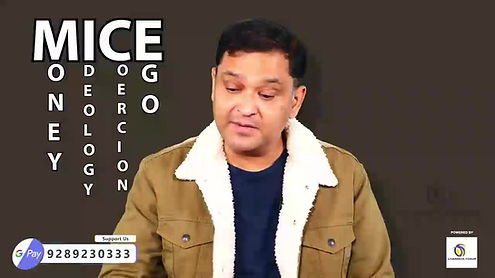 MICE
ONEY
DEOLOGY
OERCION
GO
Support Us
G Pay 9289230333
POWERED BY